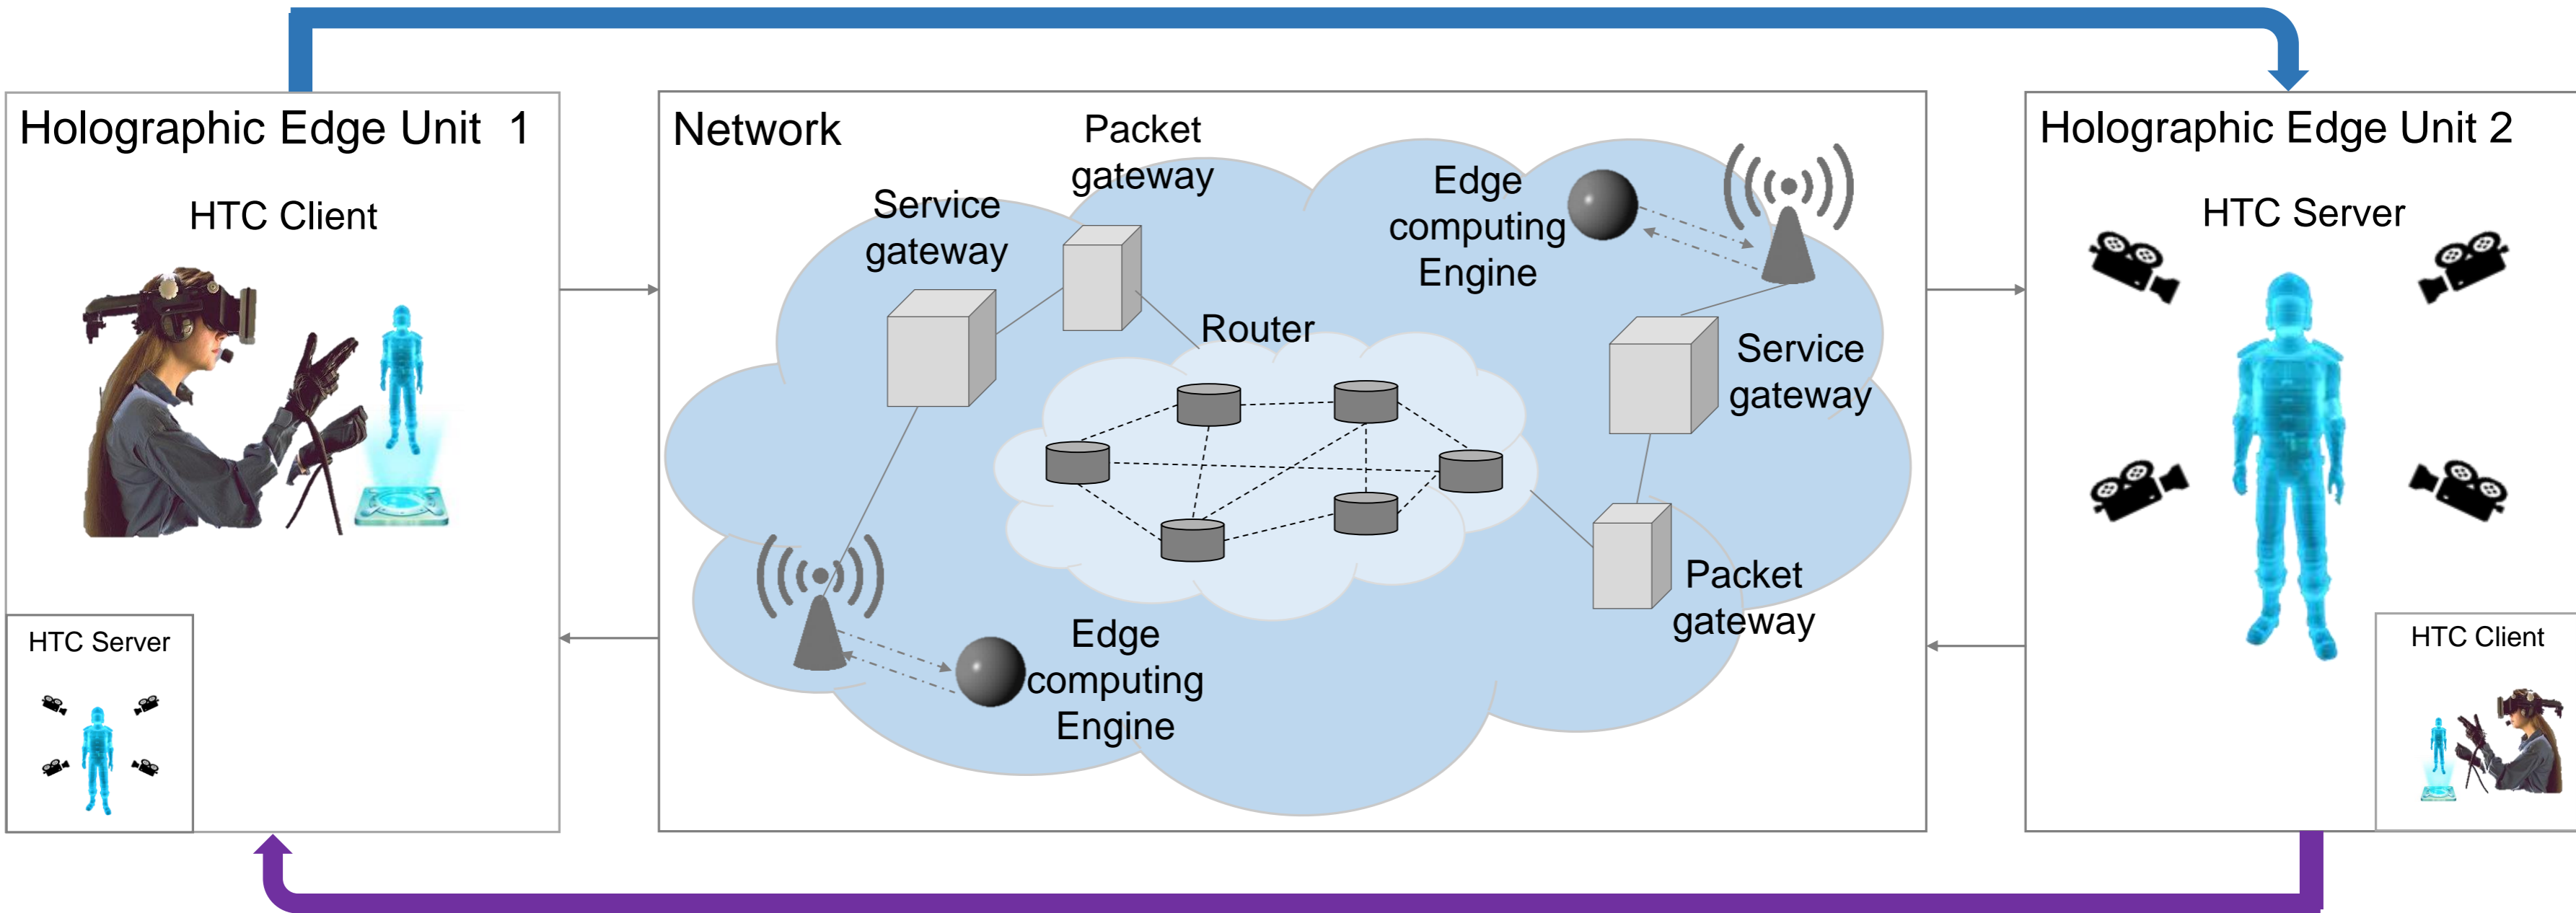 Holographic Edge Unit  1
HTC Client
HTC Server
Network
Packet
gateway
Service
gateway
Router
Edge
computing
Engine
Edge
computing
Engine
Service
gateway
Packet
gateway
Holographic Edge Unit 2
HTC Server
HTC Client